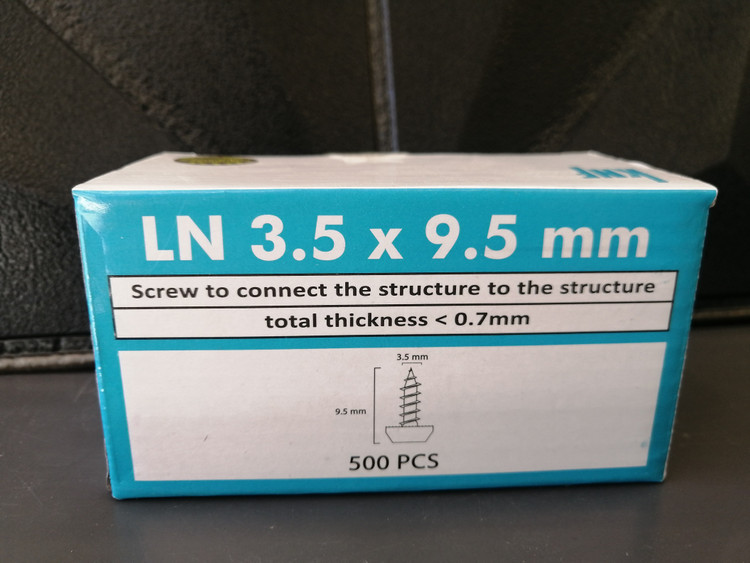 knf
LN 3.5 x 9.5 mm
Screw to connect the structure to the structure
total thickness < 0.7mm
3.5 mm
9.5 mm
500 PCS